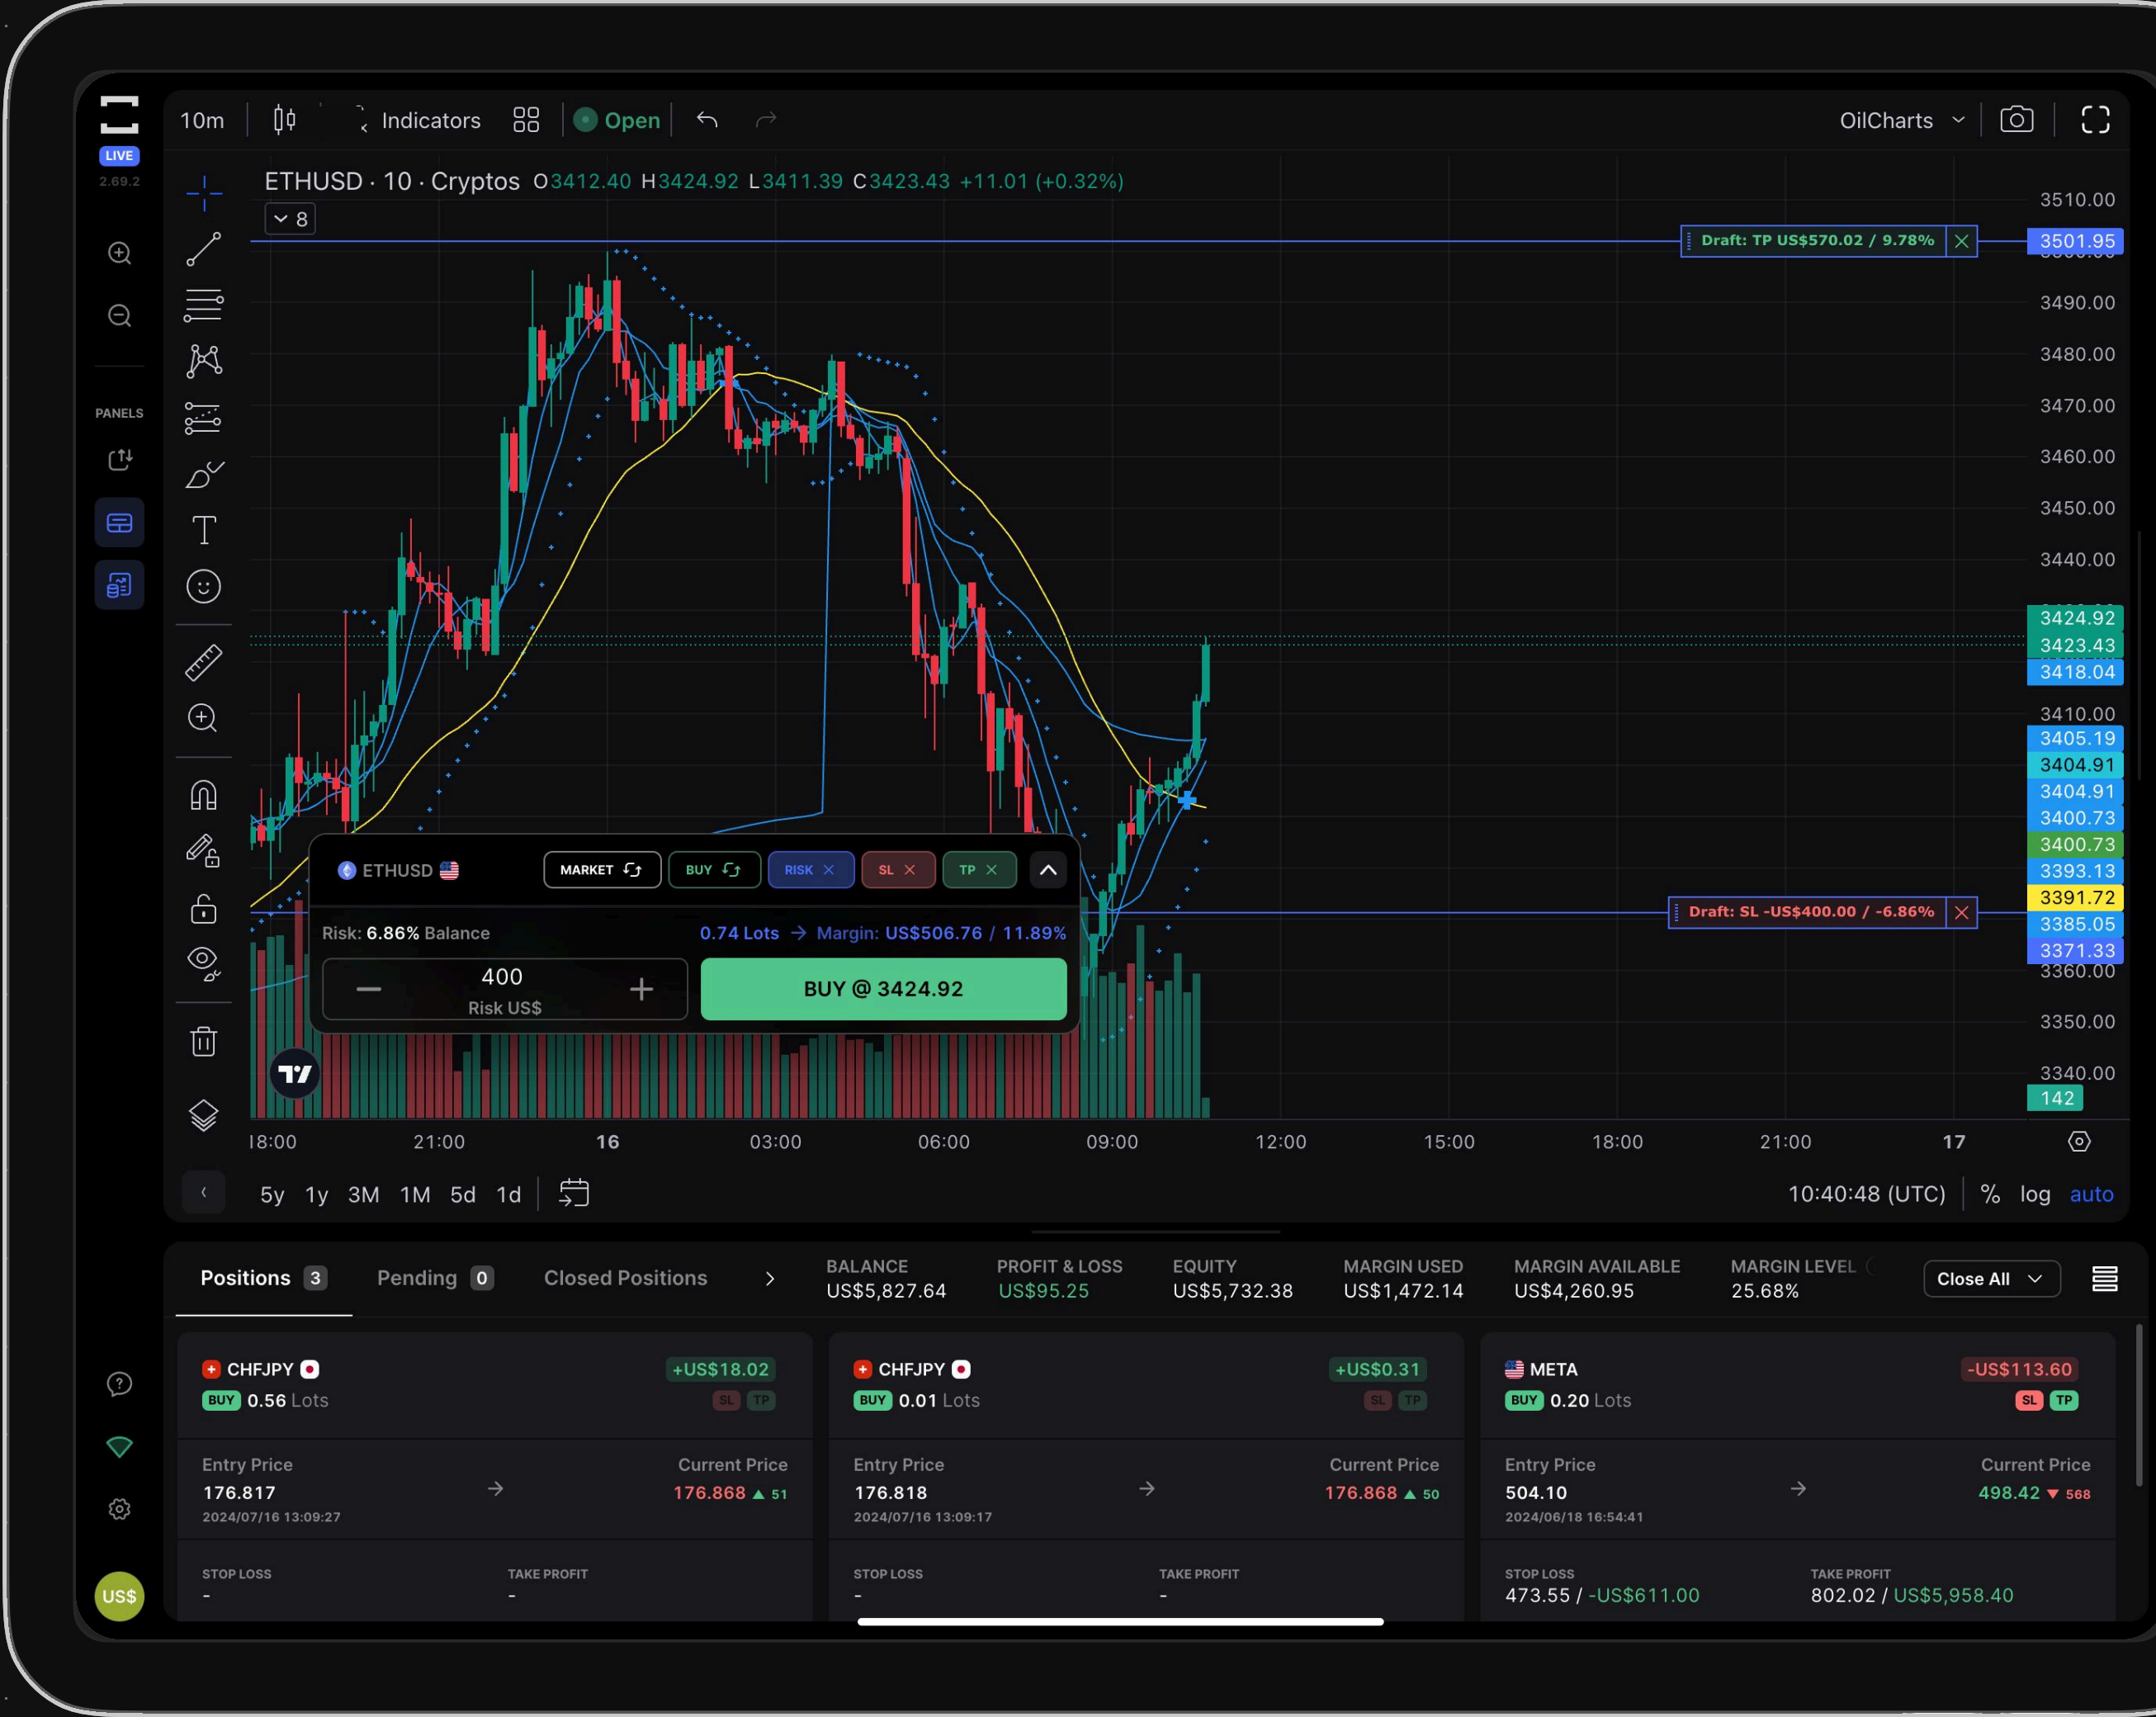 10m Indicators Open OilCharts
LIVE
2.69.2
ETHUSD · 10 · Cryptos O3412.40 H3424.92 L3411.39 C3423.43 +11.01 (+0.32%)
8
PANELS
Draft: TP US$570.02 / 9.78%
3510.00
3501.95
3490.00
3480.00
3470.00
3460.00
3450.00
3440.00
3424.92
3423.43
3418.04
3410.00
3405.19
3404.91
3404.91
3400.73
3400.73
3393.13
3391.72
3385.05
3371.33
3360.00
3350.00
3340.00
142
Draft: SL -US$400.00 / -6.86%
ETHUSD MARKET BUY RISK SL TP
Risk: 6.86% Balance 0.74 Lots → Margin: US$506.76 / 11.89%
400
Risk US$
BUY @ 3424.92
18:00 21:00 16 03:00 06:00 09:00 12:00 15:00 18:00 21:00 17
5y 1y 3M 1M 5d 1d 10:40:48 (UTC) % log auto
Positions 3 Pending 0 Closed Positions
BALANCE PROFIT & LOSS EQUITY MARGIN USED MARGIN AVAILABLE MARGIN LEVEL
US$5,827.64 US$95.25 US$5,732.38 US$1,472.14 US$4,260.95 25.68%
Close All
CHFJPY +US$18.02
BUY 0.56 Lots SL TP
Entry Price Current Price
176.817 → 176.868 ▲ 51
2024/07/16 13:09:27
STOP LOSS TAKE PROFIT
- -
CHFJPY +US$0.31
BUY 0.01 Lots SL TP
Entry Price Current Price
176.818 → 176.868 ▲ 50
2024/07/16 13:09:17
STOP LOSS TAKE PROFIT
- -
META -US$113.60
BUY 0.20 Lots SL TP
Entry Price Current Price
504.10 → 498.42 ▼ 568
2024/06/18 16:54:41
STOP LOSS TAKE PROFIT
473.55 / -US$611.00 802.02 / US$5,958.40
US$